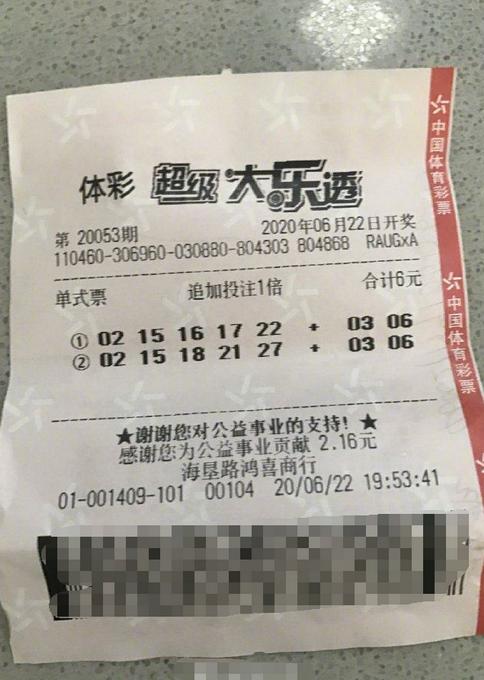 体彩 超级大乐透
第 20053期 2020年06月22日开奖
110460-306960-030880-804303 804868 RAUGxA
单式票 追加投注1倍 合计6元
① 02 15 16 17 22 + 03 06
② 02 15 18 21 27 + 03 06
★谢谢您对公益事业的支持!★
感谢您为公益事业贡献 2.16元
海垦路鸿喜商行
01-001409-101 00104 20/06/22 19:53:41
中国体育彩票
中国体育彩票